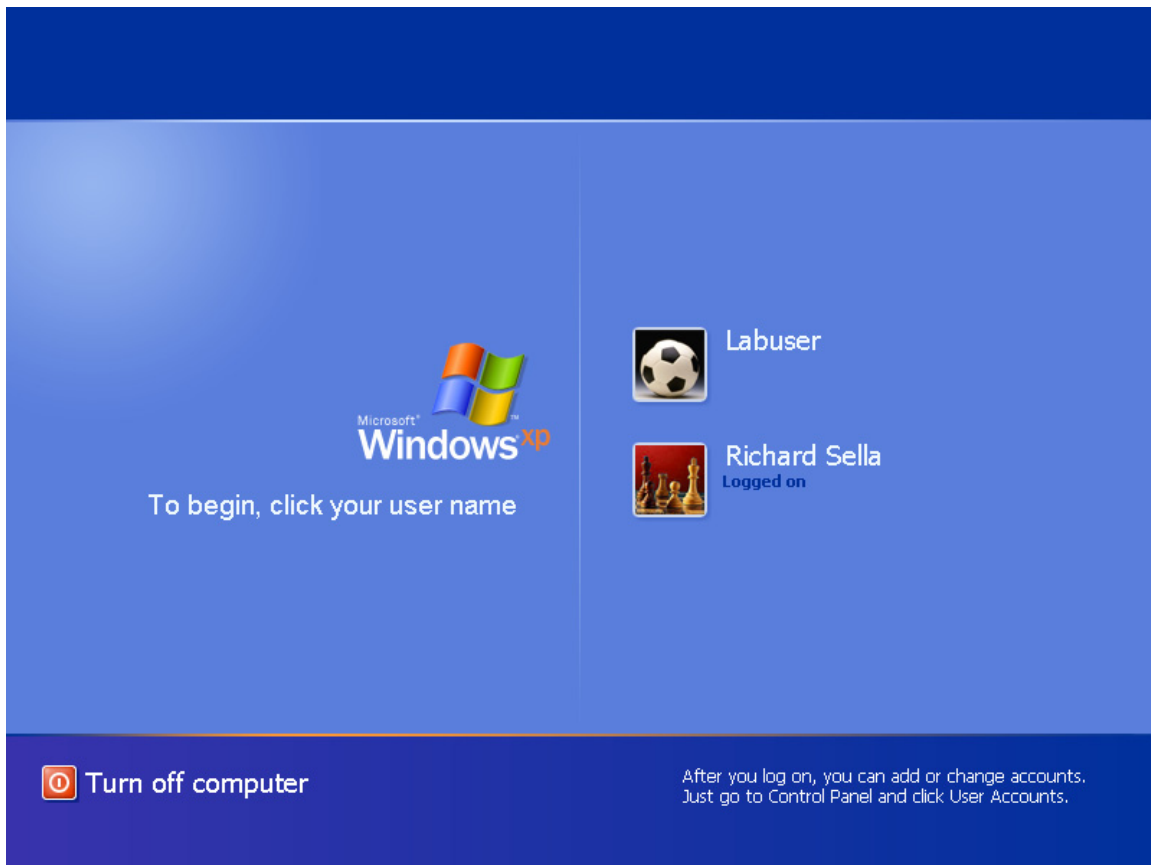 Labuser
Microsoft®
Windows xp™
Richard Sella
Logged on
To begin, click your user name
Turn off computer
After you log on, you can add or change accounts.
Just go to Control Panel and click User Accounts.